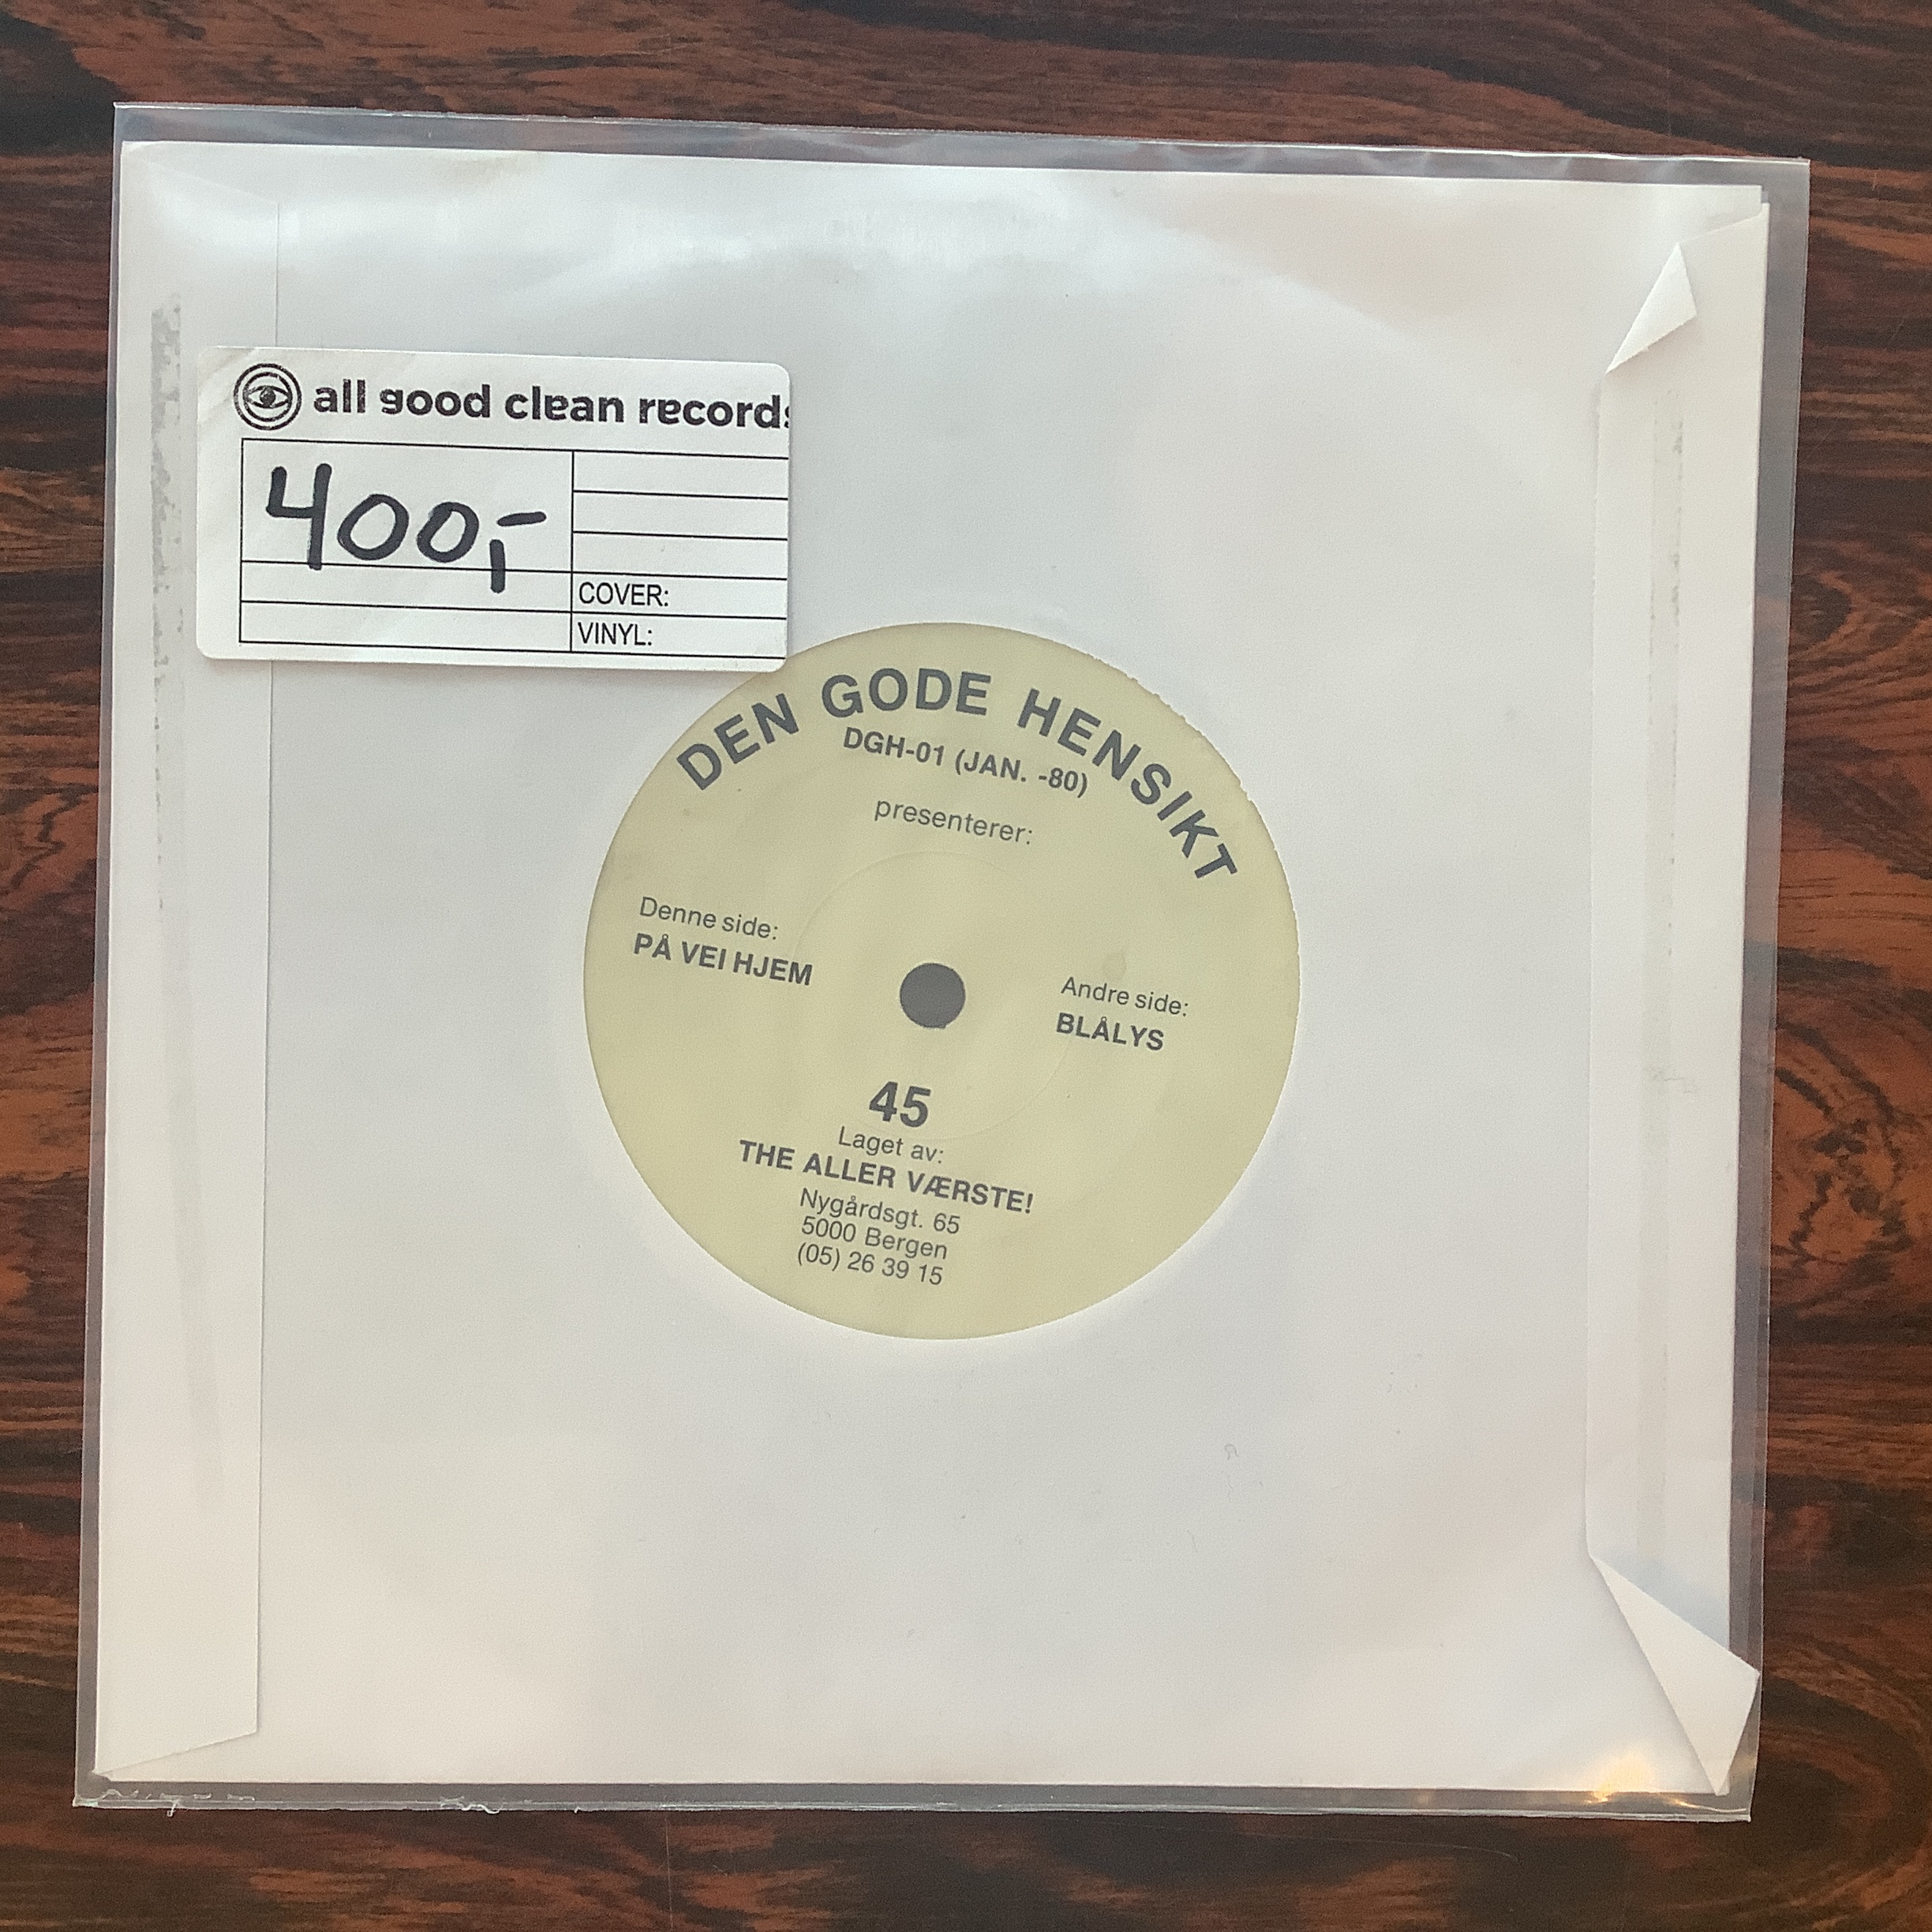 all good clean records
400,-
COVER:
VINYL:
DEN GODE HENSIKT
DGH-01 (JAN. -80)
presenterer:
Denne side:
PÅ VEI HJEM
Andre side:
BLÅLYS
45
Laget av:
THE ALLER VÆRSTE!
Nygårdsgt. 65
5000 Bergen
(05) 26 39 15